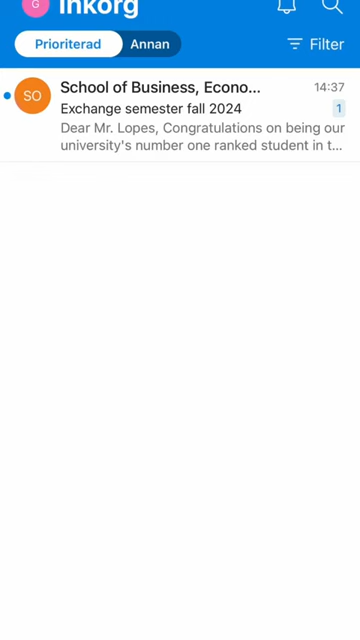 G
Inkorg
Prioriterad
Annan
Filter
SO
School of Business, Econo...
14:37
Exchange semester fall 2024
1
Dear Mr. Lopes, Congratulations on being our
university's number one ranked student in t...